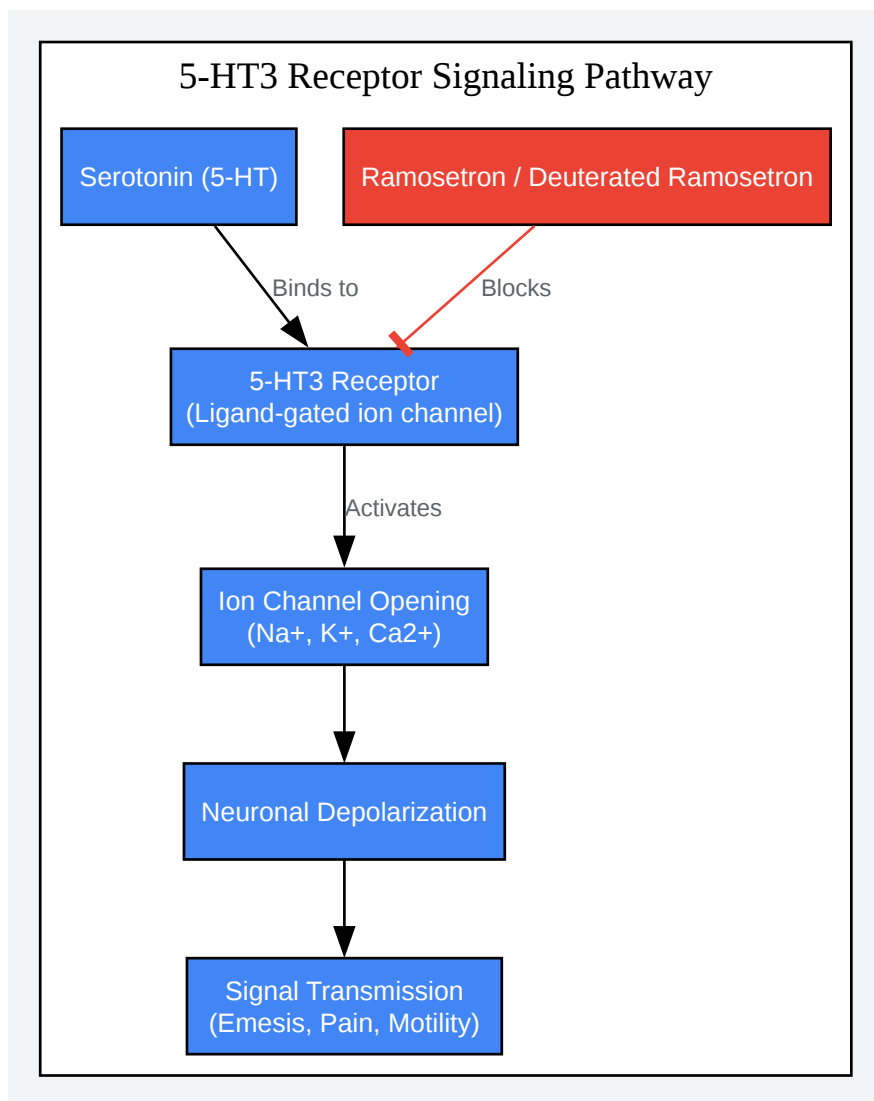 5-HT3 Receptor Signaling Pathway
Serotonin (5-HT)
Ramosetron / Deuterated Ramosetron
Binds to
Blocks
5-HT3 Receptor
(Ligand-gated ion channel)
Activates
Ion Channel Opening
(Na+, K+, Ca2+)
Neuronal Depolarization
Signal Transmission
(Emesis, Pain, Motility)